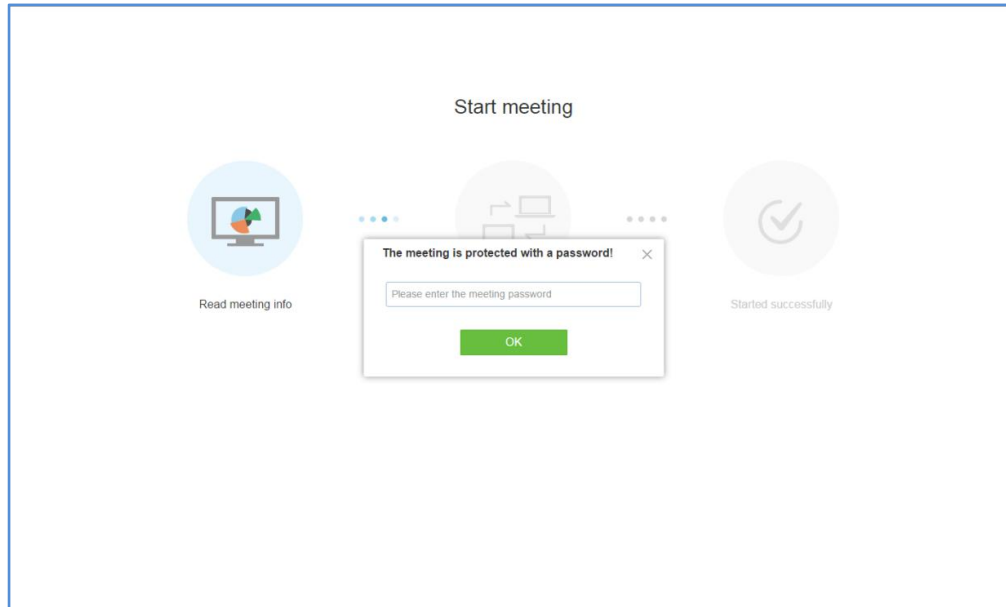 Start meeting
The meeting is protected with a password!
Please enter the meeting password
OK
Read meeting info
Started successfully